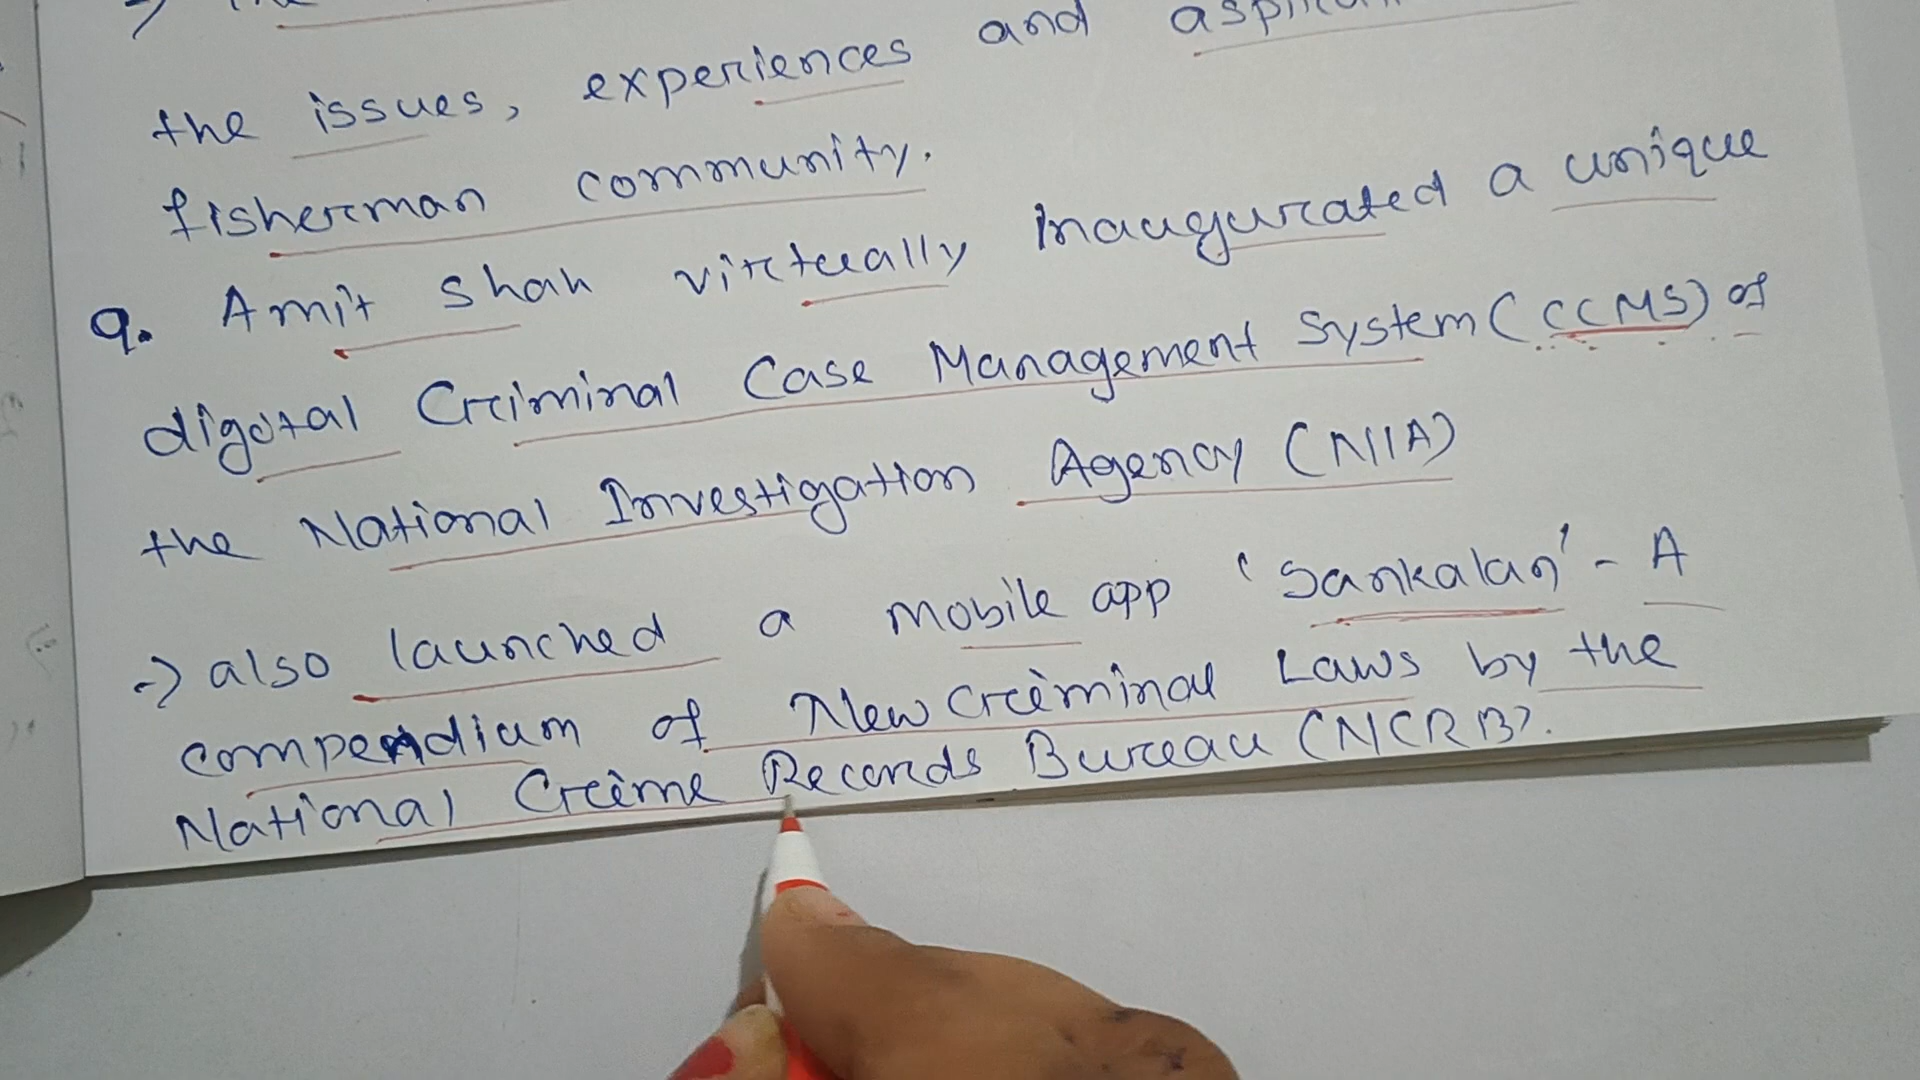 the issues, experiences and
fisherman community.
9. Amit Shah virtually Inaugurated a unique
digital Criminal Case Management System (CCMS) of
the National Investigation Agency (NIA)
→ also launched a mobile app 'Sankalan' - A
compendium of New Criminal Laws by the
National Crime Records Bureau (NCRB).